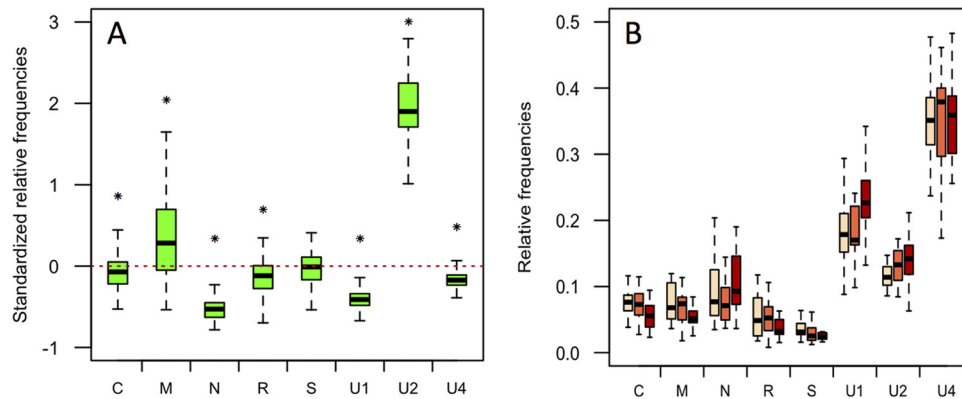 A
Standardized relative frequencies
3
2
1
0
-1
C M N R S U1 U2 U4
* * * * * * *
B
Relative frequencies
0.5
0.4
0.3
0.2
0.1
0.0
C M N R S U1 U2 U4